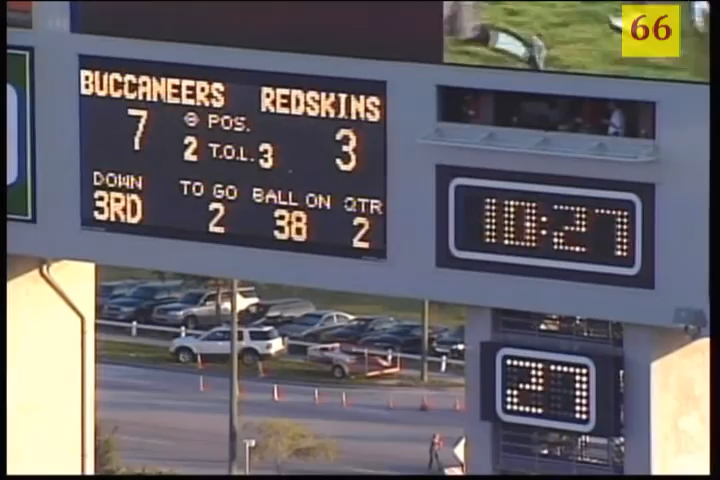 66
BUCCANEERS REDSKINS
7 POS. 3
2 T.O.L. 3
DOWN TO GO BALL ON QTR
3RD 2 38 2
10:27
27